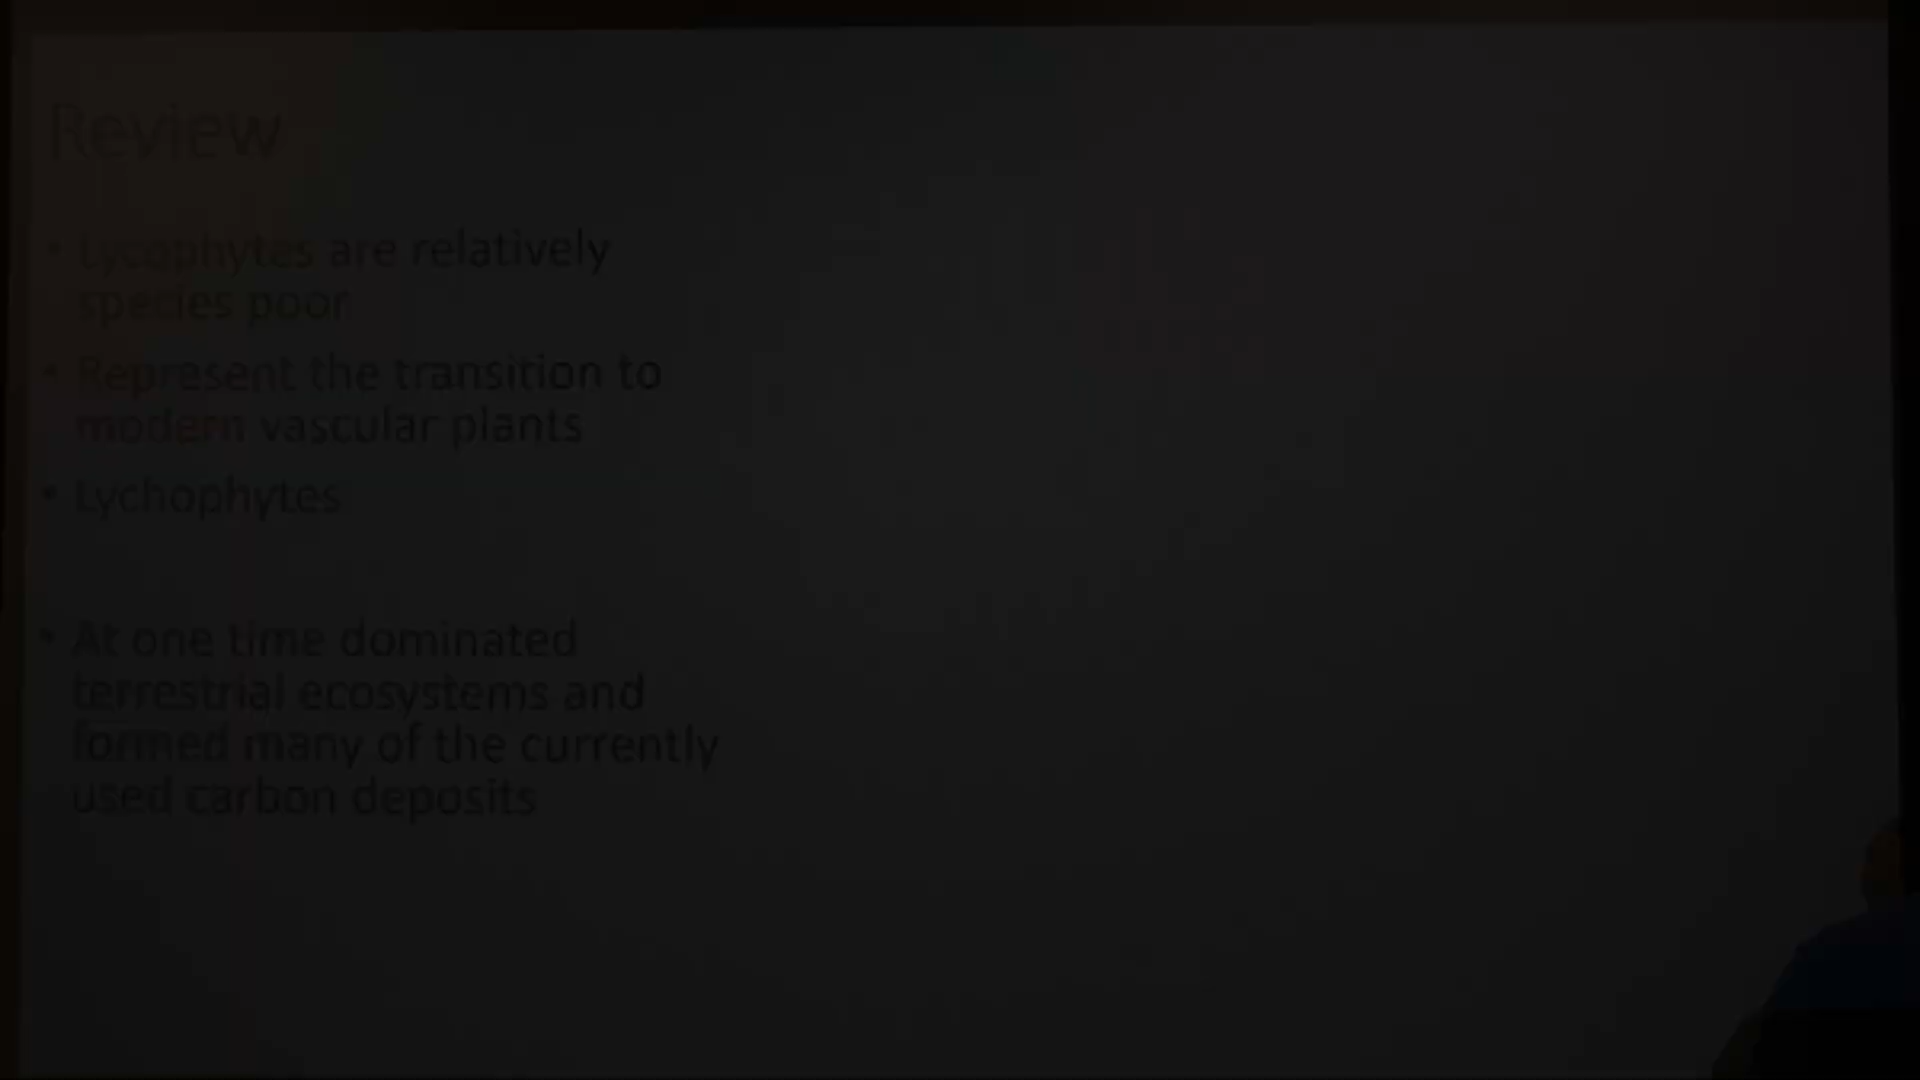 Review
• Lycophytes are relatively
species poor
• Represent the transition to
modern vascular plants
• Lychophytes
• At one time dominated
terrestrial ecosystems and
formed many of the currently
used carbon deposits